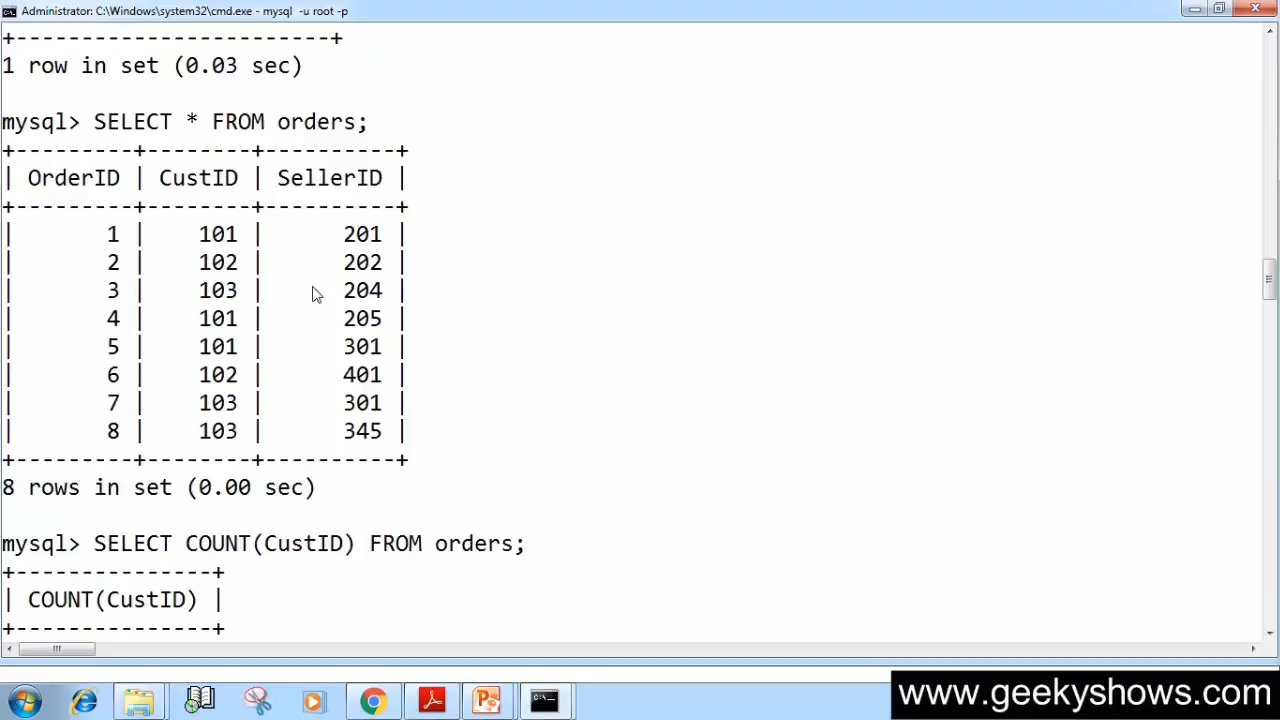 Administrator: C:\Windows\system32\cmd.exe - mysql  -u root -p
+------------------------+
1 row in set (0.03 sec)
mysql> SELECT * FROM orders;
+---------+--------+----------+
| OrderID | CustID | SellerID |
+---------+--------+----------+
|       1 |    101 |      201 |
|       2 |    102 |      202 |
|       3 |    103 |      204 |
|       4 |    101 |      205 |
|       5 |    101 |      301 |
|       6 |    102 |      401 |
|       7 |    103 |      301 |
|       8 |    103 |      345 |
+---------+--------+----------+
8 rows in set (0.00 sec)
mysql> SELECT COUNT(CustID) FROM orders;
+---------------+
| COUNT(CustID) |
+---------------+
www.geekyshows.com